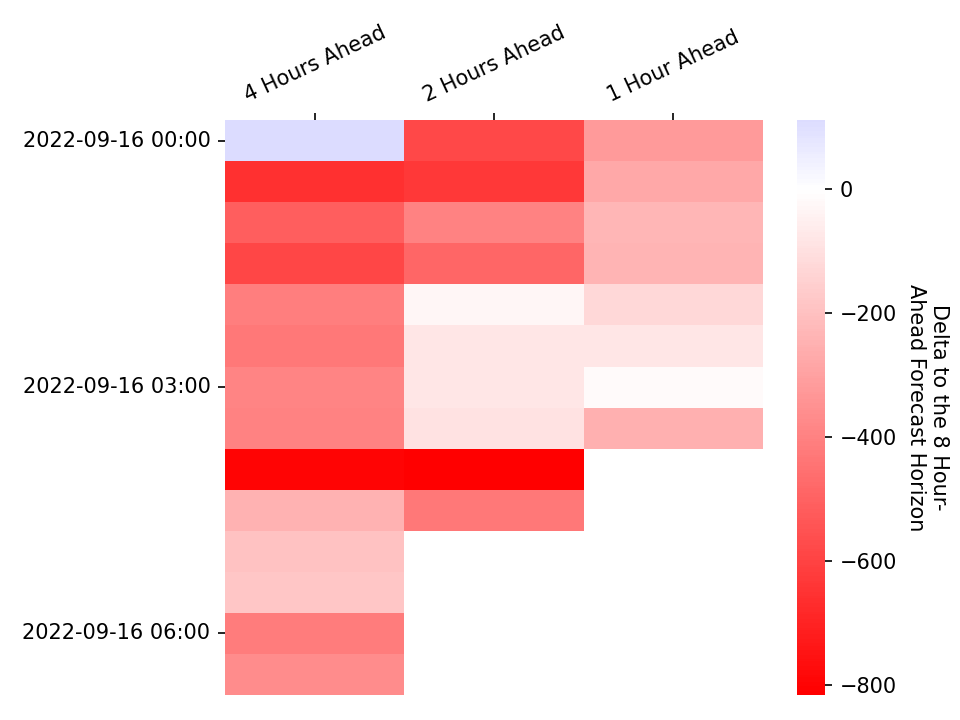 4 Hours Ahead
2 Hours Ahead
1 Hour Ahead
2022-09-16 00:00
2022-09-16 03:00
2022-09-16 06:00
0
−200
−400
−600
−800
Delta to the 8 Hour-
Ahead Forecast Horizon